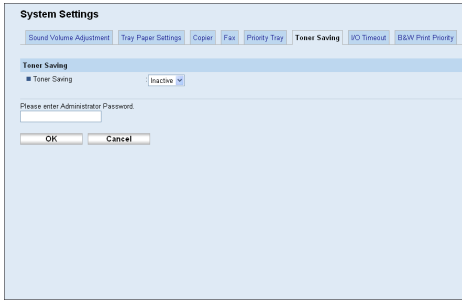 System Settings
Sound Volume Adjustment Tray Paper Settings Copier Fax Priority Tray Toner Saving I/O Timeout B&W Print Priority
Toner Saving
Toner Saving : Inactive
Please enter Administrator Password.
OK Cancel